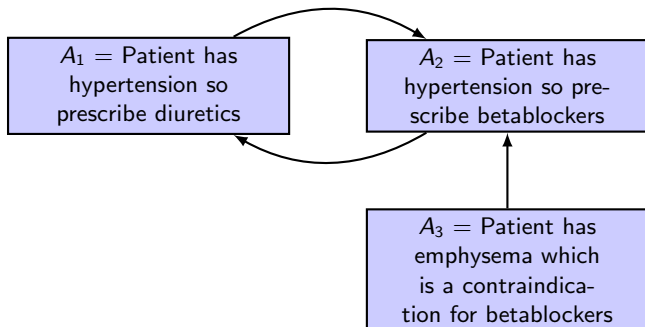 A₁ = Patient has
hypertension so
prescribe diuretics
A₂ = Patient has
hypertension so pre-
scribe betablockers
A₃ = Patient has
emphysema which
is a contraindica-
tion for betablockers